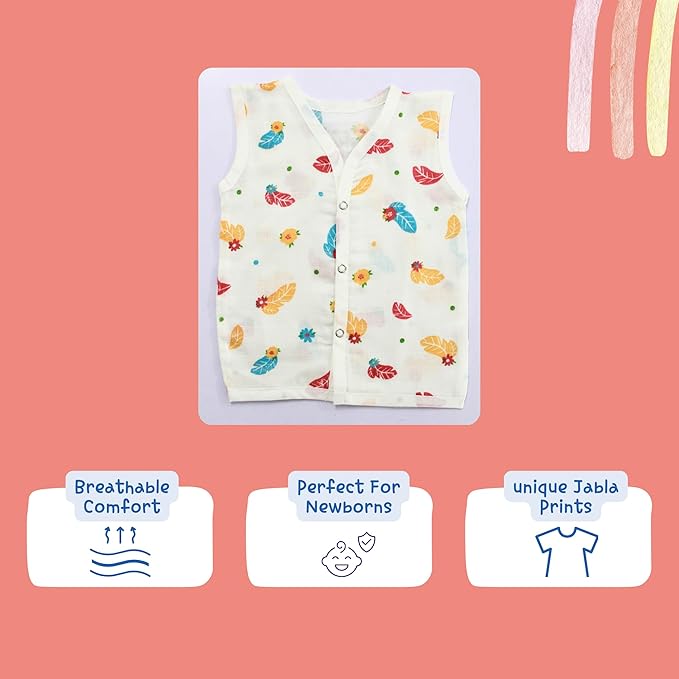 Breathable
Comfort
Perfect For
Newborns
unique Jabla
Prints